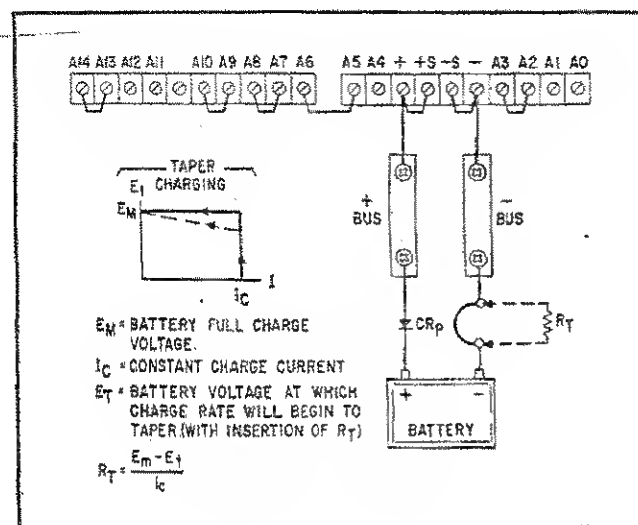 A14 A13 A12 A11 A10 A9 A8 A7 A6 A5 A4 + +S -S - A3 A2 A1 A0
TAPER
CHARGING
E1
EM
I
IC
+
BUS
-
BUS
CRP
RT
+ -
BATTERY
EM = BATTERY FULL CHARGE
VOLTAGE.
IC = CONSTANT CHARGE CURRENT
ET = BATTERY VOLTAGE AT WHICH
CHARGE RATE WILL BEGIN TO
TAPER (WITH INSERTION OF RT)
RT = Em - E1
Ic